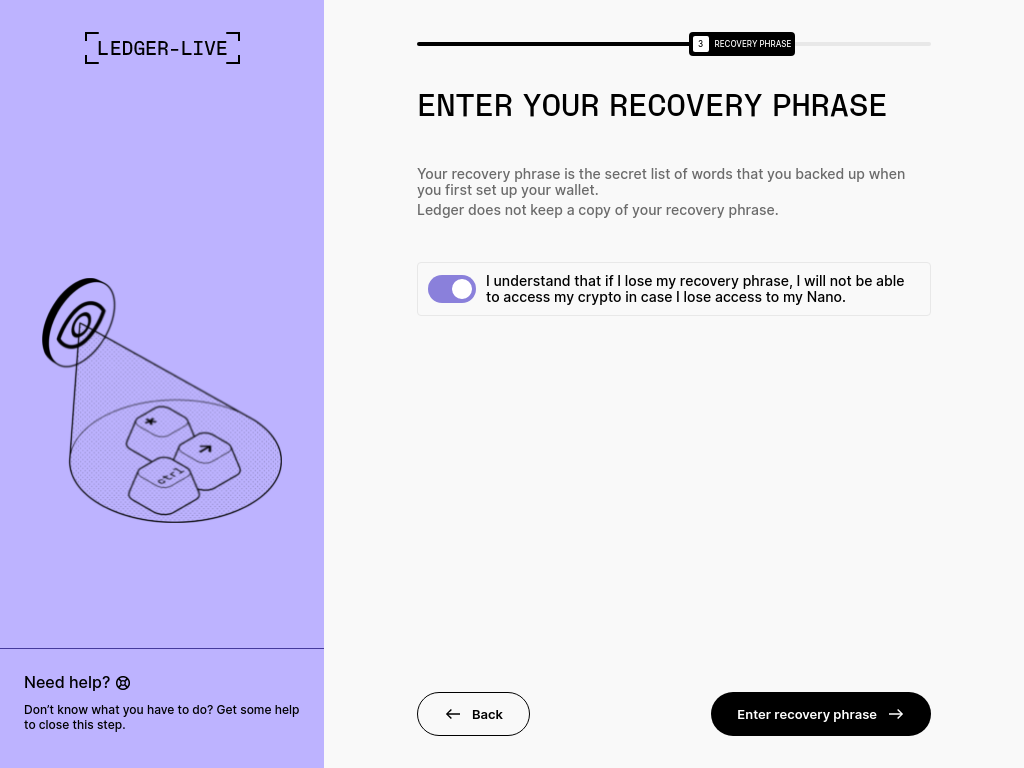 LEDGER-LIVE
3 RECOVERY PHRASE
ENTER YOUR RECOVERY PHRASE
Your recovery phrase is the secret list of words that you backed up when
you first set up your wallet.
Ledger does not keep a copy of your recovery phrase.
I understand that if I lose my recovery phrase, I will not be able
to access my crypto in case I lose access to my Nano.
*
ctrl
Need help?
Don’t know what you have to do? Get some help
to close this step.
Back
Enter recovery phrase